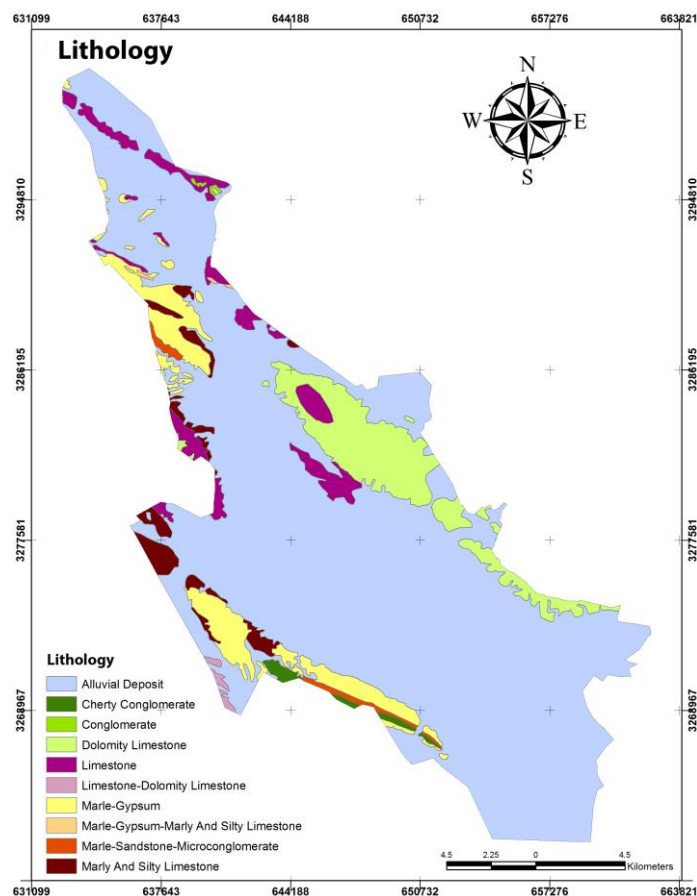 631099 637643 644188 650732 657276 663821
Lithology
N
W E
S
3294810 3294810
3286195 3286195
3277581 3277581
3268967 3268967
Lithology
Alluvial Deposit
Cherty Conglomerate
Conglomerate
Dolomity Limestone
Limestone
Limestone-Dolomity Limestone
Marle-Gypsum
Marle-Gypsum-Marly And Silty Limestone
Marle-Sandstone-Microconglomerate
Marly And Silty Limestone
4.5 2.25 0 4.5
Kilometers
631099 637643 644188 650732 657276 663821